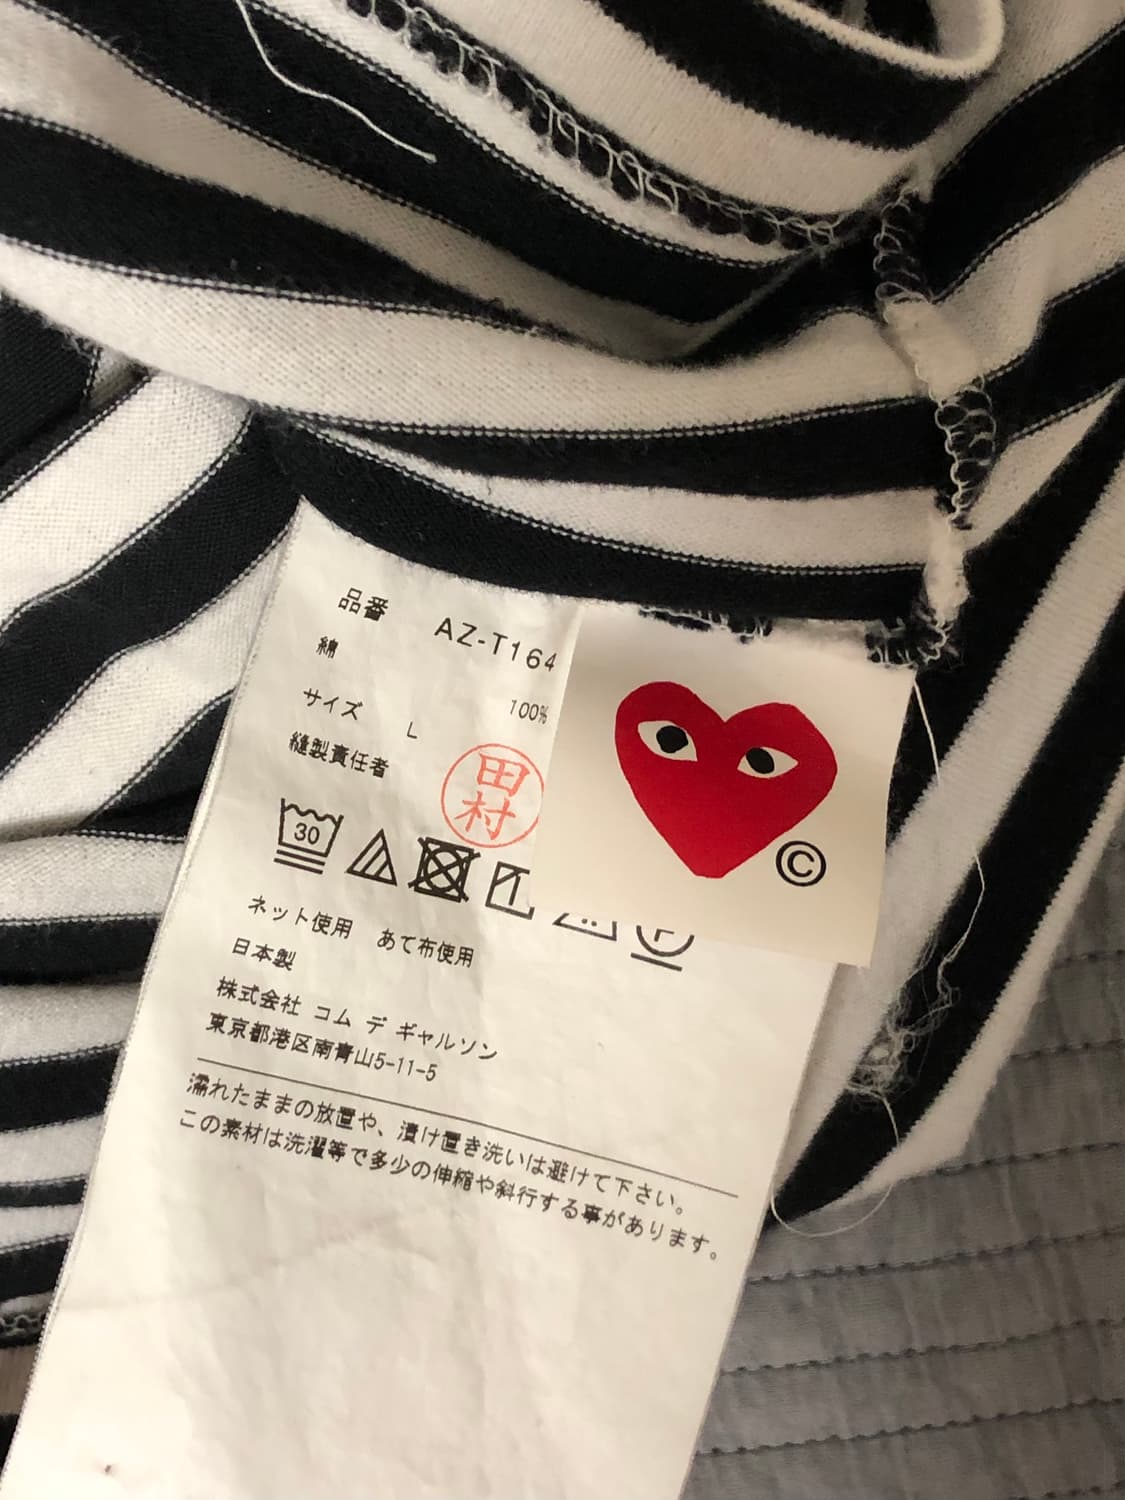 品番 AZ-T164
綿 100%
サイズ L
縫製責任者 田村
30
ネット使用 あて布使用
日本製
株式会社 コム デ ギャルソン
東京都港区南青山5-11-5
濡れたままの放置や、漬け置き洗いは避けて下さい。
この素材は洗濯等で多少の伸縮や斜行する事があります。
©